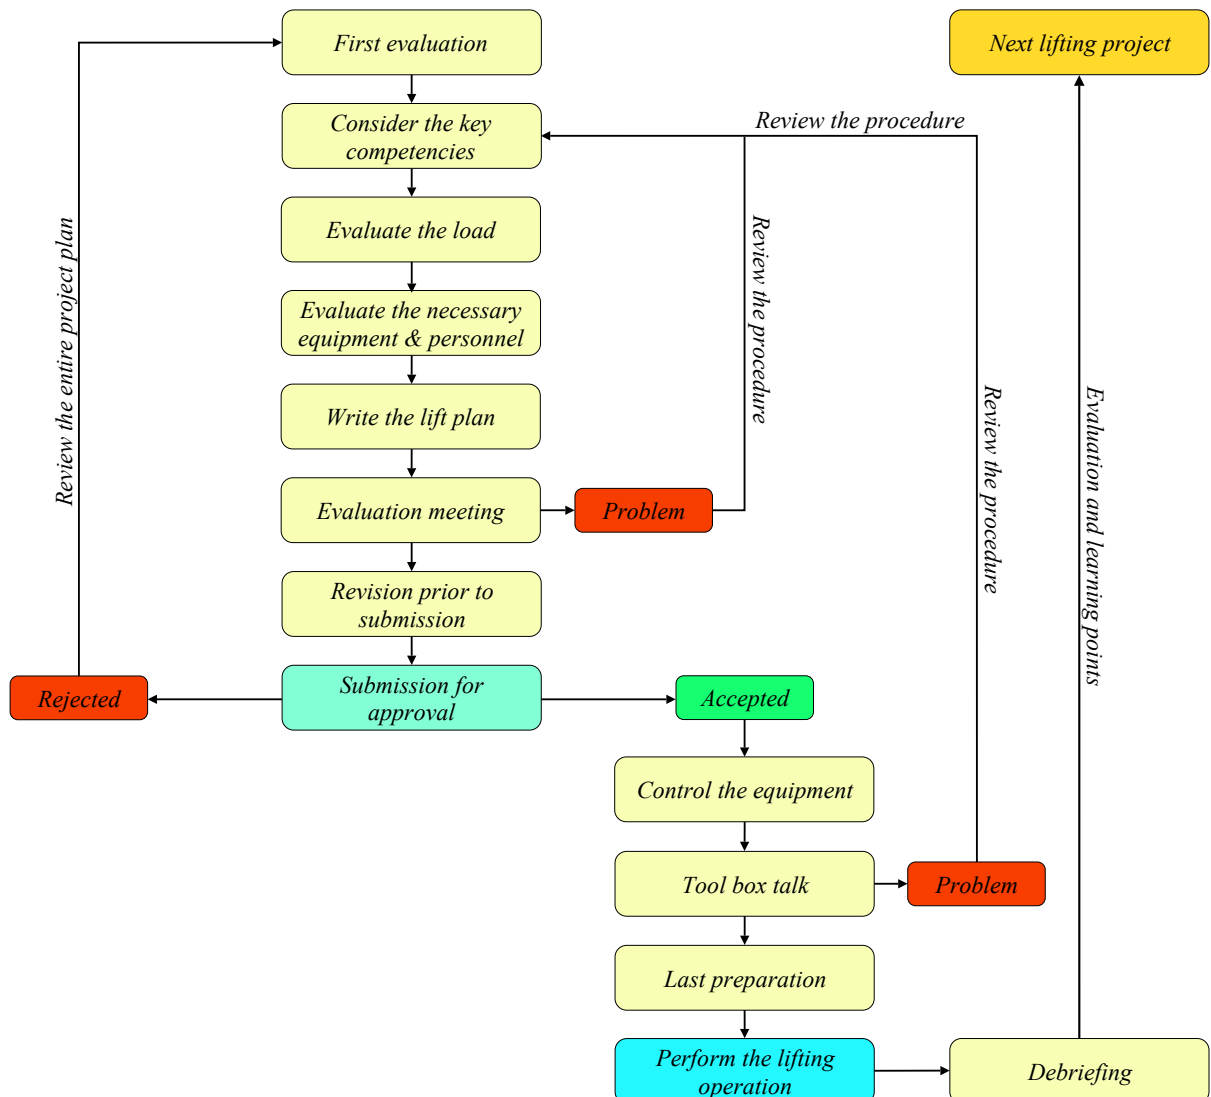 First evaluation
Next lifting project
Consider the key
competencies
Review the procedure
Evaluate the load
Review the entire project plan
Review the procedure
Evaluate the necessary
equipment & personnel
Write the lift plan
Review the procedure
Evaluation and learning points
Evaluation meeting
Problem
Revision prior to
submission
Rejected
Submission for
approval
Accepted
Control the equipment
Tool box talk
Problem
Last preparation
Perform the lifting
operation
Debriefing